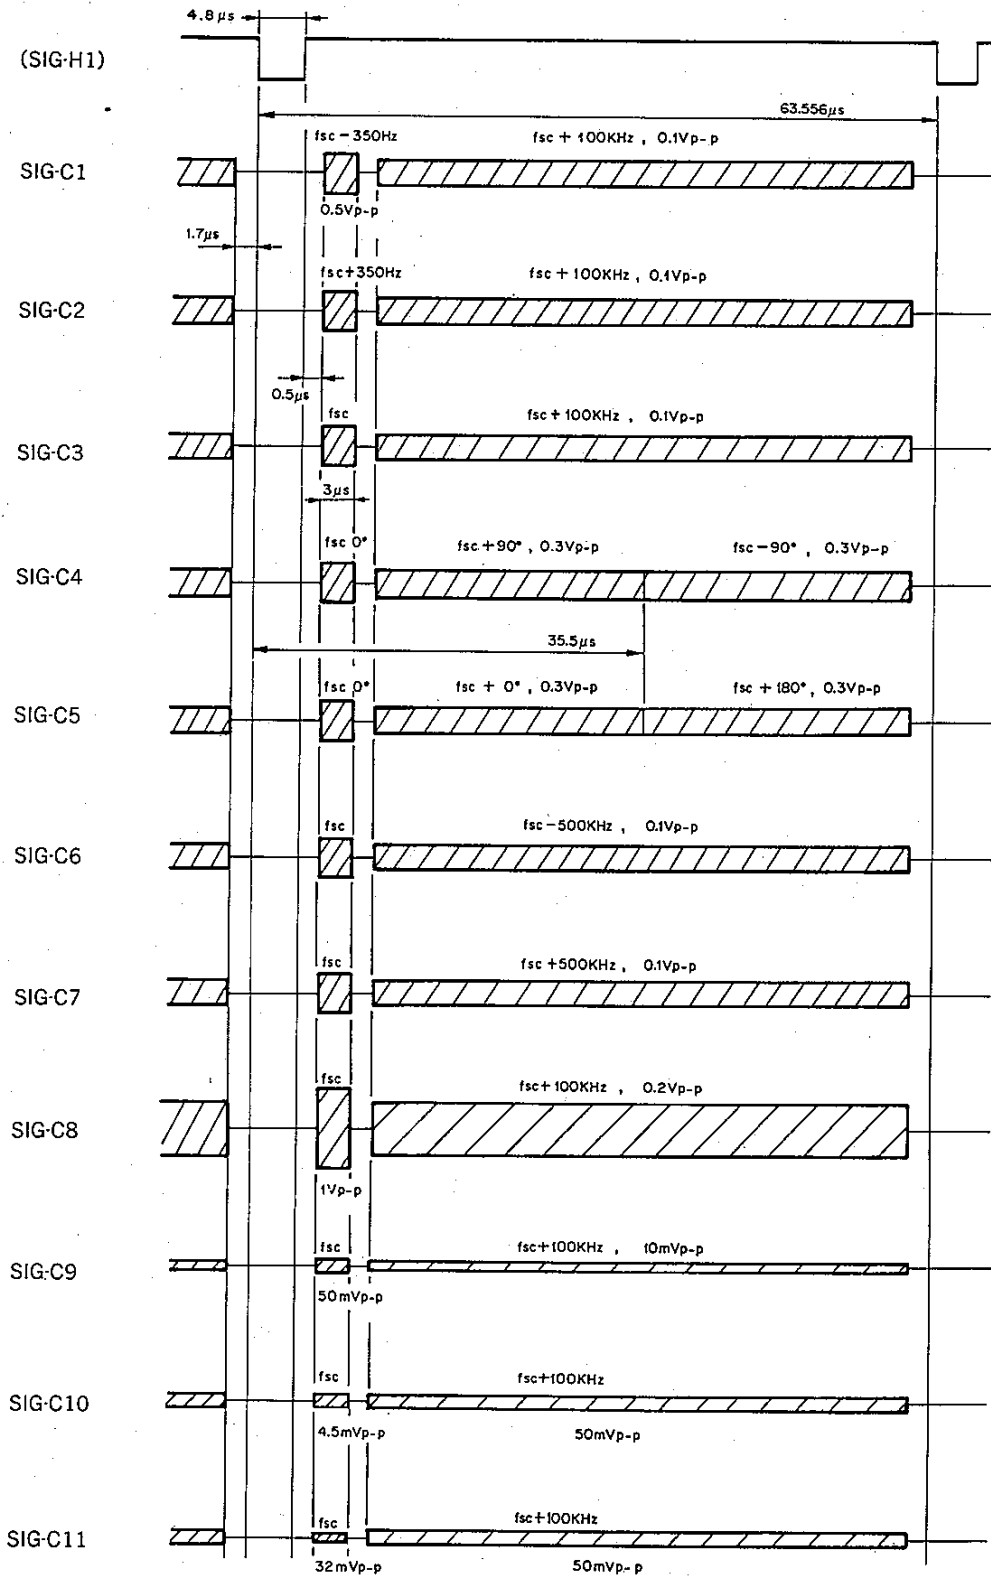 4.8µs
(SIG·H1)
63.556µs
fsc−350Hz
fsc + 100KHz , 0.1Vp-p
SIG-C1
0.5Vp-p
1.7µs
fsc+350Hz
fsc + 100KHz , 0.1Vp-p
SIG-C2
0.5µs
fsc
fsc + 100KHz , 0.1Vp-p
SIG-C3
3µs
fsc 0°
fsc +90° , 0.3Vp-p
fsc−90° , 0.3Vp-p
SIG-C4
35.5µs
fsc 0°
fsc + 0° , 0.3Vp-p
fsc + 180° , 0.3Vp-p
SIG-C5
fsc
fsc −500KHz , 0.1Vp-p
SIG-C6
fsc
fsc +500KHz , 0.1Vp-p
SIG-C7
fsc
fsc+100KHz , 0.2Vp-p
SIG-C8
1Vp-p
fsc
fsc+100KHz , 10mVp-p
SIG-C9
50mVp-p
fsc
fsc+100KHz
SIG-C10
4.5mVp-p
50mVp-p
fsc
fsc+100KHz
SIG-C11
32mVp-p
50mVp-p